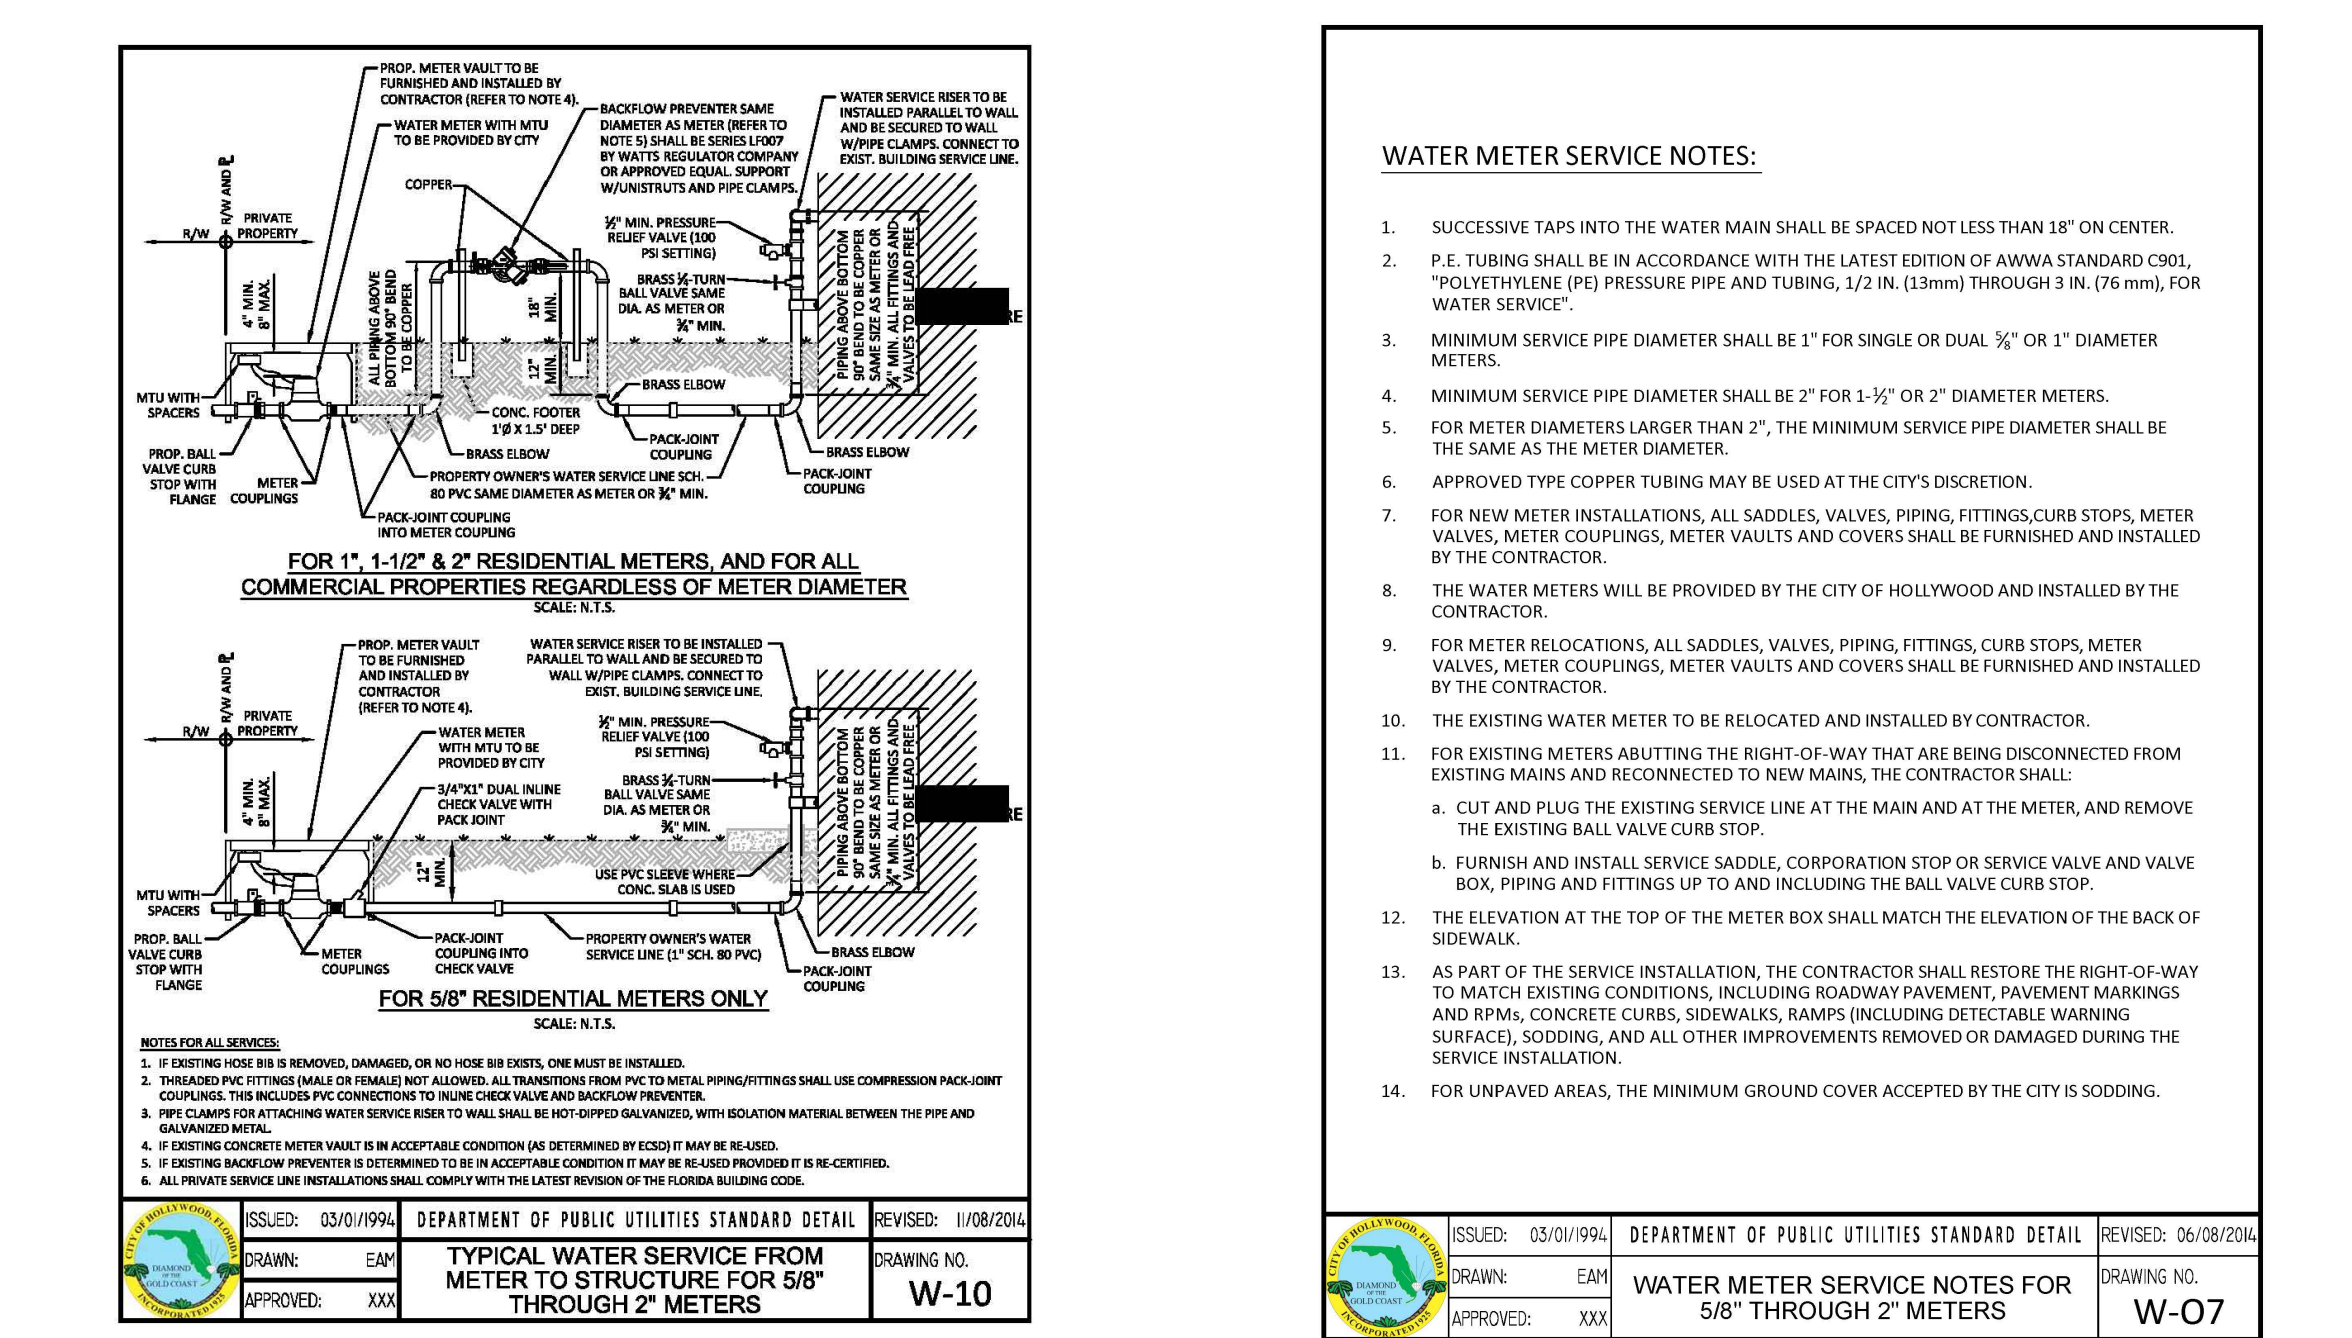 PROP. METER VAULT TO BE
FURNISHED AND INSTALLED BY
CONTRACTOR (REFER TO NOTE 4).
WATER METER WITH MTU
TO BE PROVIDED BY CITY
BACKFLOW PREVENTER SAME
DIAMETER AS METER (REFER TO
NOTE 5) SHALL BE SERIES LF007
BY WATTS REGULATOR COMPANY
OR APPROVED EQUAL. SUPPORT
W/UNISTRUTS AND PIPE CLAMPS.
WATER SERVICE RISER TO BE
INSTALLED PARALLEL TO WALL
AND BE SECURED TO WALL
W/PIPE CLAMPS. CONNECT TO
EXIST. BUILDING SERVICE LINE.
COPPER
R/W AND PL
R/W
PRIVATE
PROPERTY
4" MIN.
8" MAX.
½" MIN. PRESSURE
RELIEF VALVE (100
PSI SETTING)
BRASS ¼-TURN
BALL VALVE SAME
DIA. AS METER OR
¾" MIN.
ALL PIPING ABOVE
BOTTOM 90° BEND
TO BE COPPER
18"
MIN.
12"
MIN.
PIPING ABOVE BOTTOM
90° BEND TO BE COPPER
SAME SIZE AS METER OR
¾" MIN. ALL FITTINGS AND
VALVES TO BE LEAD FREE
RE
MTU WITH
SPACERS
BRASS ELBOW
CONC. FOOTER
1'Ø X 1.5' DEEP
PACK-JOINT
COUPLING
PROP. BALL
VALVE CURB
STOP WITH
FLANGE
METER
COUPLINGS
BRASS ELBOW
BRASS ELBOW
PROPERTY OWNER'S WATER SERVICE LINE SCH.
80 PVC SAME DIAMETER AS METER OR ¾" MIN.
PACK-JOINT
COUPLING
PACK-JOINT COUPLING
INTO METER COUPLING
FOR 1", 1-1/2" & 2" RESIDENTIAL METERS, AND FOR ALL
COMMERCIAL PROPERTIES REGARDLESS OF METER DIAMETER
SCALE: N.T.S.
PROP. METER VAULT
TO BE FURNISHED
AND INSTALLED BY
CONTRACTOR
(REFER TO NOTE 4).
WATER SERVICE RISER TO BE INSTALLED
PARALLEL TO WALL AND BE SECURED TO
WALL W/PIPE CLAMPS. CONNECT TO
EXIST. BUILDING SERVICE LINE.
R/W AND PL
R/W
PRIVATE
PROPERTY
4" MIN.
8" MAX.
WATER METER
WITH MTU TO BE
PROVIDED BY CITY
3/4"X1" DUAL INLINE
CHECK VALVE WITH
PACK JOINT
½" MIN. PRESSURE
RELIEF VALVE (100
PSI SETTING)
BRASS ¼-TURN
BALL VALVE SAME
DIA. AS METER OR
¾" MIN.
12"
MIN.
PIPING ABOVE BOTTOM
90° BEND TO BE COPPER
SAME SIZE AS METER OR
¾" MIN. ALL FITTINGS AND
VALVES TO BE LEAD FREE
RE
USE PVC SLEEVE WHERE
CONC. SLAB IS USED
MTU WITH
SPACERS
PROP. BALL
VALVE CURB
STOP WITH
FLANGE
METER
COUPLINGS
PACK-JOINT
COUPLING INTO
CHECK VALVE
PROPERTY OWNER'S WATER
SERVICE LINE (1" SCH. 80 PVC)
BRASS ELBOW
PACK-JOINT
COUPLING
FOR 5/8" RESIDENTIAL METERS ONLY
SCALE: N.T.S.
NOTES FOR ALL SERVICES:
1. IF EXISTING HOSE BIB IS REMOVED, DAMAGED, OR NO HOSE BIB EXISTS, ONE MUST BE INSTALLED.
2. THREADED PVC FITTINGS (MALE OR FEMALE) NOT ALLOWED. ALL TRANSITIONS FROM PVC TO METAL PIPING/FITTINGS SHALL USE COMPRESSION PACK-JOINT
COUPLINGS. THIS INCLUDES PVC CONNECTIONS TO INLINE CHECK VALVE AND BACKFLOW PREVENTER.
3. PIPE CLAMPS FOR ATTACHING WATER SERVICE RISER TO WALL SHALL BE HOT-DIPPED GALVANIZED, WITH ISOLATION MATERIAL BETWEEN THE PIPE AND
GALVANIZED METAL.
4. IF EXISTING CONCRETE METER VAULT IS IN ACCEPTABLE CONDITION (AS DETERMINED BY ECSD) IT MAY BE RE-USED.
5. IF EXISTING BACKFLOW PREVENTER IS DETERMINED TO BE IN ACCEPTABLE CONDITION IT MAY BE RE-USED PROVIDED IT IS RE-CERTIFIED.
6. ALL PRIVATE SERVICE LINE INSTALLATIONS SHALL COMPLY WITH THE LATEST REVISION OF THE FLORIDA BUILDING CODE.
CITY OF HOLLYWOOD, FLORIDA
DIAMOND
OF THE
GOLD COAST
INCORPORATED 1925
ISSUED: 03/01/1994
DRAWN: EAM
APPROVED: XXX
DEPARTMENT OF PUBLIC UTILITIES STANDARD DETAIL
TYPICAL WATER SERVICE FROM
METER TO STRUCTURE FOR 5/8"
THROUGH 2" METERS
REVISED: 11/08/2014
DRAWING NO.
W-10
WATER METER SERVICE NOTES:
1. SUCCESSIVE TAPS INTO THE WATER MAIN SHALL BE SPACED NOT LESS THAN 18" ON CENTER.
2. P.E. TUBING SHALL BE IN ACCORDANCE WITH THE LATEST EDITION OF AWWA STANDARD C901,
"POLYETHYLENE (PE) PRESSURE PIPE AND TUBING, 1/2 IN. (13mm) THROUGH 3 IN. (76 mm), FOR
WATER SERVICE".
3. MINIMUM SERVICE PIPE DIAMETER SHALL BE 1" FOR SINGLE OR DUAL ⅝" OR 1" DIAMETER
METERS.
4. MINIMUM SERVICE PIPE DIAMETER SHALL BE 2" FOR 1-½" OR 2" DIAMETER METERS.
5. FOR METER DIAMETERS LARGER THAN 2", THE MINIMUM SERVICE PIPE DIAMETER SHALL BE
THE SAME AS THE METER DIAMETER.
6. APPROVED TYPE COPPER TUBING MAY BE USED AT THE CITY'S DISCRETION.
7. FOR NEW METER INSTALLATIONS, ALL SADDLES, VALVES, PIPING, FITTINGS,CURB STOPS, METER
VALVES, METER COUPLINGS, METER VAULTS AND COVERS SHALL BE FURNISHED AND INSTALLED
BY THE CONTRACTOR.
8. THE WATER METERS WILL BE PROVIDED BY THE CITY OF HOLLYWOOD AND INSTALLED BY THE
CONTRACTOR.
9. FOR METER RELOCATIONS, ALL SADDLES, VALVES, PIPING, FITTINGS, CURB STOPS, METER
VALVES, METER COUPLINGS, METER VAULTS AND COVERS SHALL BE FURNISHED AND INSTALLED
BY THE CONTRACTOR.
10. THE EXISTING WATER METER TO BE RELOCATED AND INSTALLED BY CONTRACTOR.
11. FOR EXISTING METERS ABUTTING THE RIGHT-OF-WAY THAT ARE BEING DISCONNECTED FROM
EXISTING MAINS AND RECONNECTED TO NEW MAINS, THE CONTRACTOR SHALL:
a. CUT AND PLUG THE EXISTING SERVICE LINE AT THE MAIN AND AT THE METER, AND REMOVE
THE EXISTING BALL VALVE CURB STOP.
b. FURNISH AND INSTALL SERVICE SADDLE, CORPORATION STOP OR SERVICE VALVE AND VALVE
BOX, PIPING AND FITTINGS UP TO AND INCLUDING THE BALL VALVE CURB STOP.
12. THE ELEVATION AT THE TOP OF THE METER BOX SHALL MATCH THE ELEVATION OF THE BACK OF
SIDEWALK.
13. AS PART OF THE SERVICE INSTALLATION, THE CONTRACTOR SHALL RESTORE THE RIGHT-OF-WAY
TO MATCH EXISTING CONDITIONS, INCLUDING ROADWAY PAVEMENT, PAVEMENT MARKINGS
AND RPMs, CONCRETE CURBS, SIDEWALKS, RAMPS (INCLUDING DETECTABLE WARNING
SURFACE), SODDING, AND ALL OTHER IMPROVEMENTS REMOVED OR DAMAGED DURING THE
SERVICE INSTALLATION.
14. FOR UNPAVED AREAS, THE MINIMUM GROUND COVER ACCEPTED BY THE CITY IS SODDING.
CITY OF HOLLYWOOD, FLORIDA
DIAMOND
OF THE
GOLD COAST
INCORPORATED 1925
ISSUED: 03/01/1994
DRAWN: EAM
APPROVED: XXX
DEPARTMENT OF PUBLIC UTILITIES STANDARD DETAIL
WATER METER SERVICE NOTES FOR
5/8" THROUGH 2" METERS
REVISED: 06/08/2014
DRAWING NO.
W-07